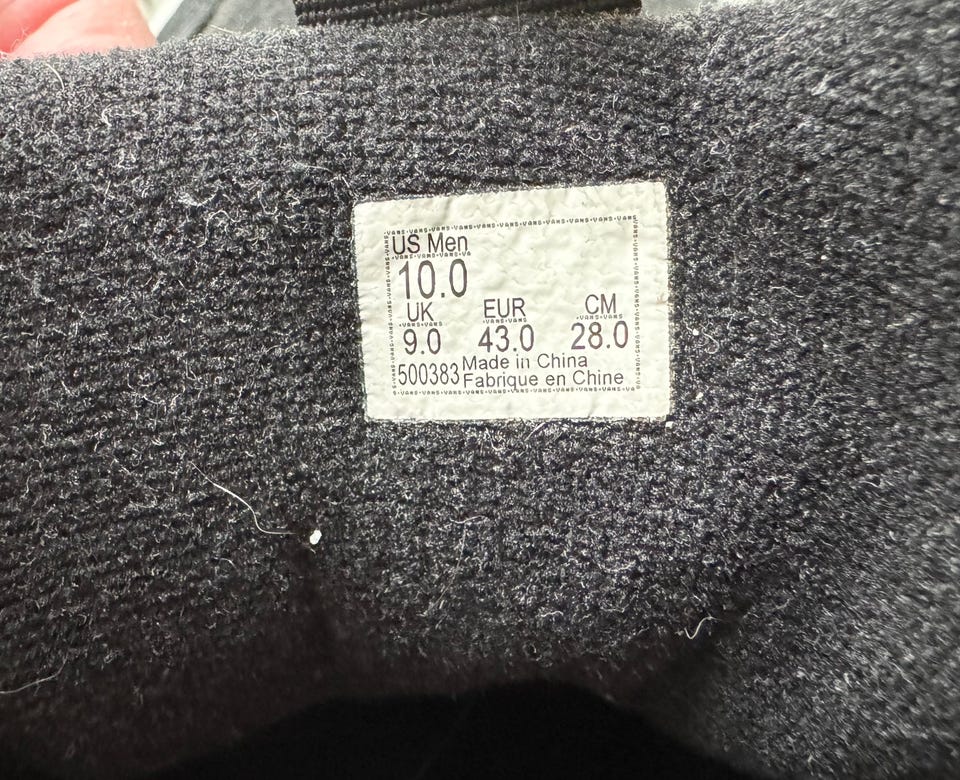 US Men
10.0
UK EUR CM
9.0 43.0 28.0
500383 Made in China
Fabrique en Chine